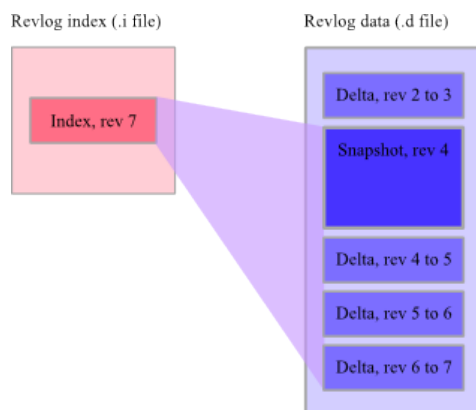 Revlog index (.i file)
Revlog data (.d file)
Index, rev 7
Delta, rev 2 to 3
Snapshot, rev 4
Delta, rev 4 to 5
Delta, rev 5 to 6
Delta, rev 6 to 7